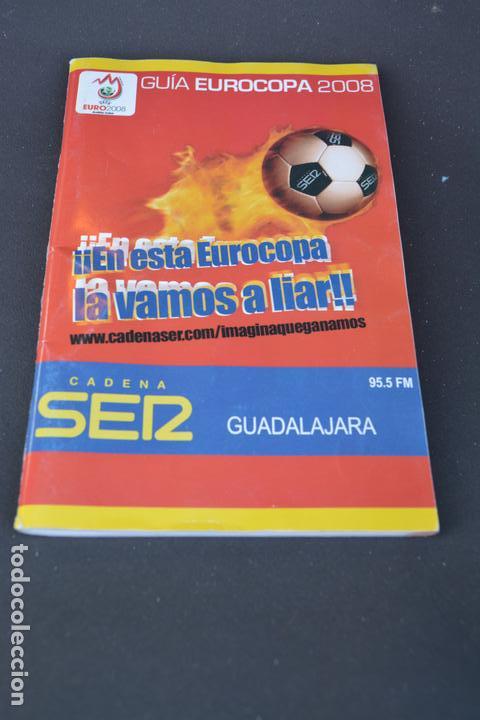 GUÍA EUROCOPA 2008
EURO2008
SER
¡¡En esta Eurocopa
la vamos a liar!!
www.cadenaser.com/imaginaqueganamos
CADENA
SER
95.5 FM
GUADALAJARA
todocoleccion.net